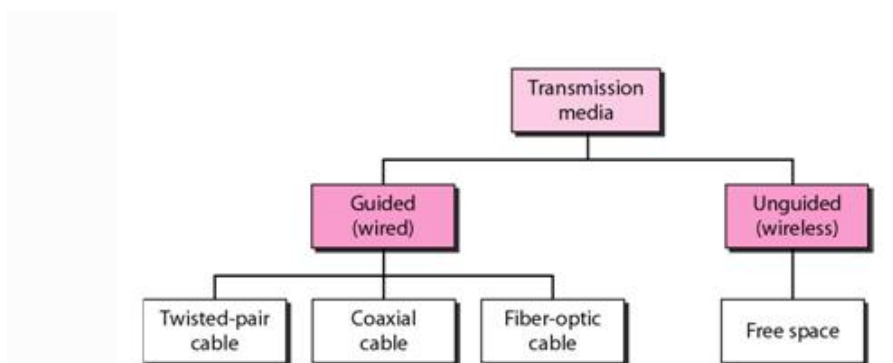 Transmission
media
Guided
(wired)
Unguided
(wireless)
Twisted-pair
cable
Coaxial
cable
Fiber-optic
cable
Free space